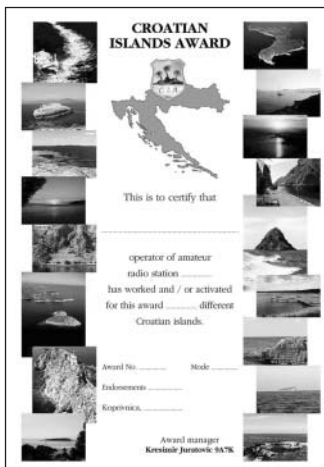 CROATIAN
ISLANDS AWARD
C.I.A.
This is to certify that
....................................................
operator of amateur
radio station ............
has worked and / or activated
for this award ............ different
Croatian islands.
Award No. ............ Mode ............
Endorsements ..............
Koprivnica, ..............
Award manager
Kresimir Juratovic 9A7K